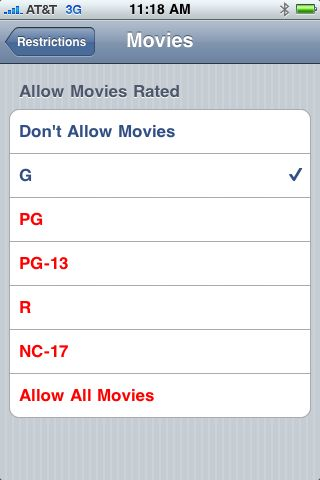 AT&T 3G 11:18 AM
Restrictions Movies
Allow Movies Rated
Don't Allow Movies
G
PG
PG-13
R
NC-17
Allow All Movies